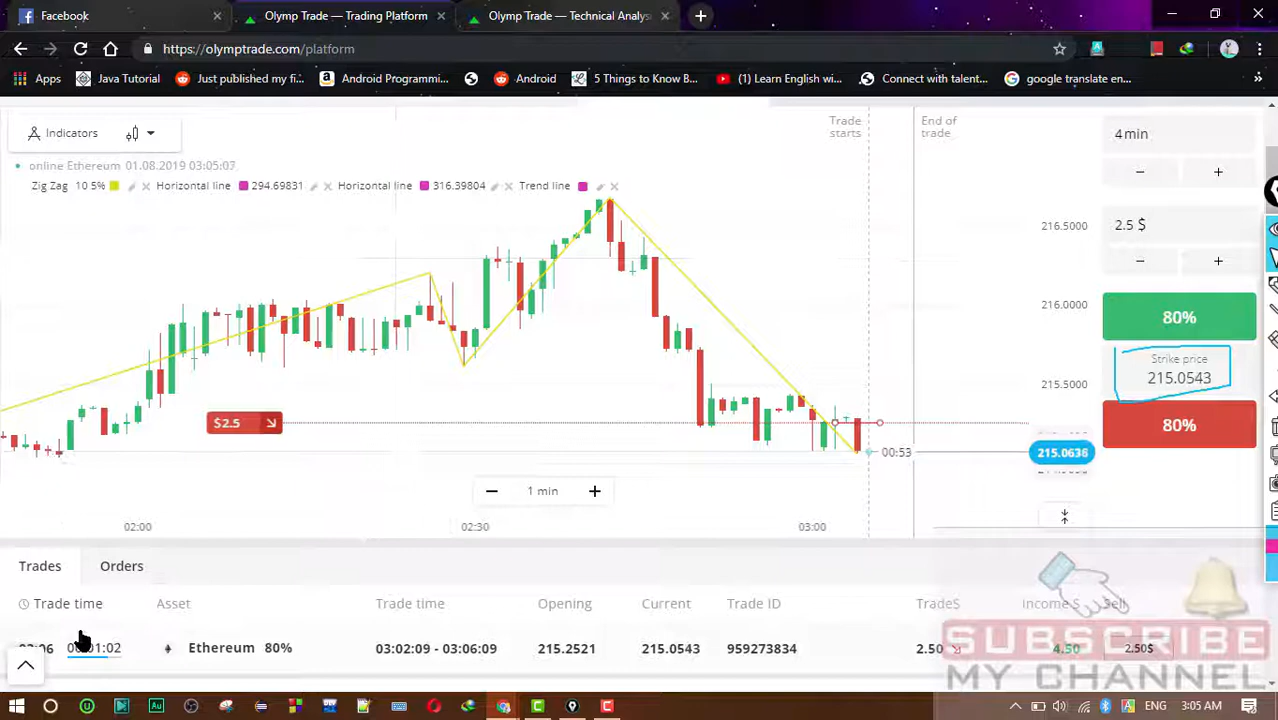 Facebook
Olymp Trade — Trading Platform
Olymp Trade — Technical Analys
https://olymptrade.com/platform
Apps
Java Tutorial
Just published my fi...
Android Programmi...
Android
5 Things to Know B...
(1) Learn English wi...
Connect with talent...
google translate en...
Indicators
Trade starts
End of trade
4 min
online Ethereum 01.08.2019 03:05:07
Zig Zag 10 5%
Horizontal line 294.69831
Horizontal line 316.39804
Trend line
216.5000
2.5 $
216.0000
80%
Strike price
215.0543
215.5000
$2.5
80%
00:53
215.0636
1 min
02:00
02:30
03:00
Trades
Orders
Trade time
Asset
Trade time
Opening
Current
Trade ID
Trade$
Income $
Sell
Ethereum 80%
03:02:09 - 03:06:09
215.2521
215.0543
959273834
2.50
4.50
2.50$
SUBSCRIBE
MY CHANNEL
ENG
3:05 AM